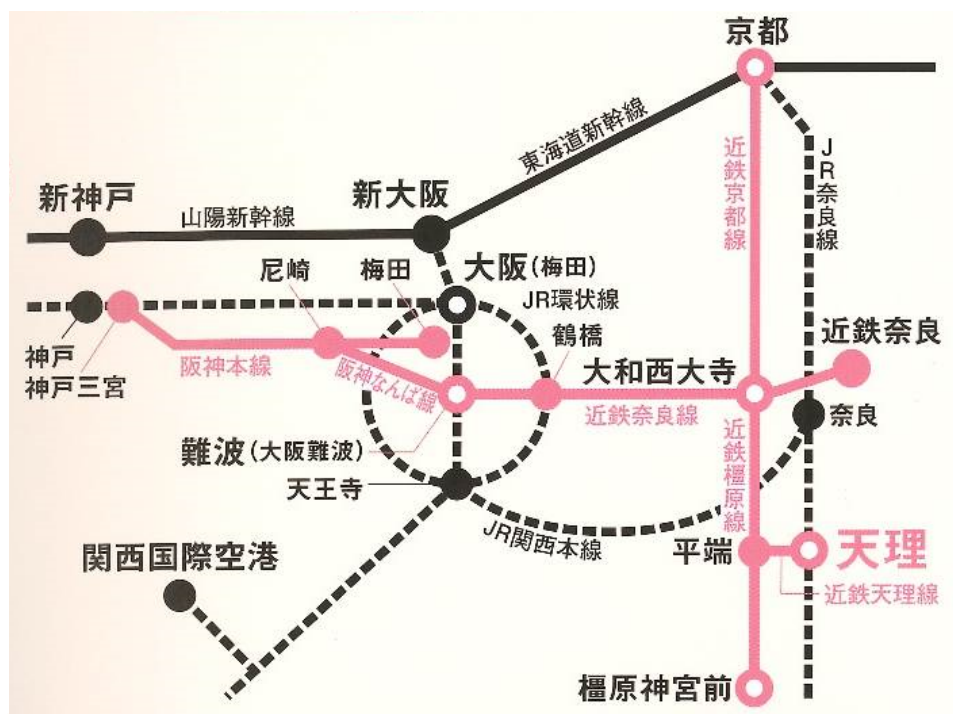 京都
東海道新幹線
近鉄京都線
JR奈良線
新神戸
山陽新幹線
新大阪
尼崎
梅田
大阪(梅田)
JR環状線
鶴橋
神戸
神戸三宮
阪神本線
阪神なんば線
大和西大寺
近鉄奈良
近鉄奈良線
奈良
難波(大阪難波)
近鉄橿原線
天王寺
JR関西本線
関西国際空港
平端
天理
近鉄天理線
橿原神宮前